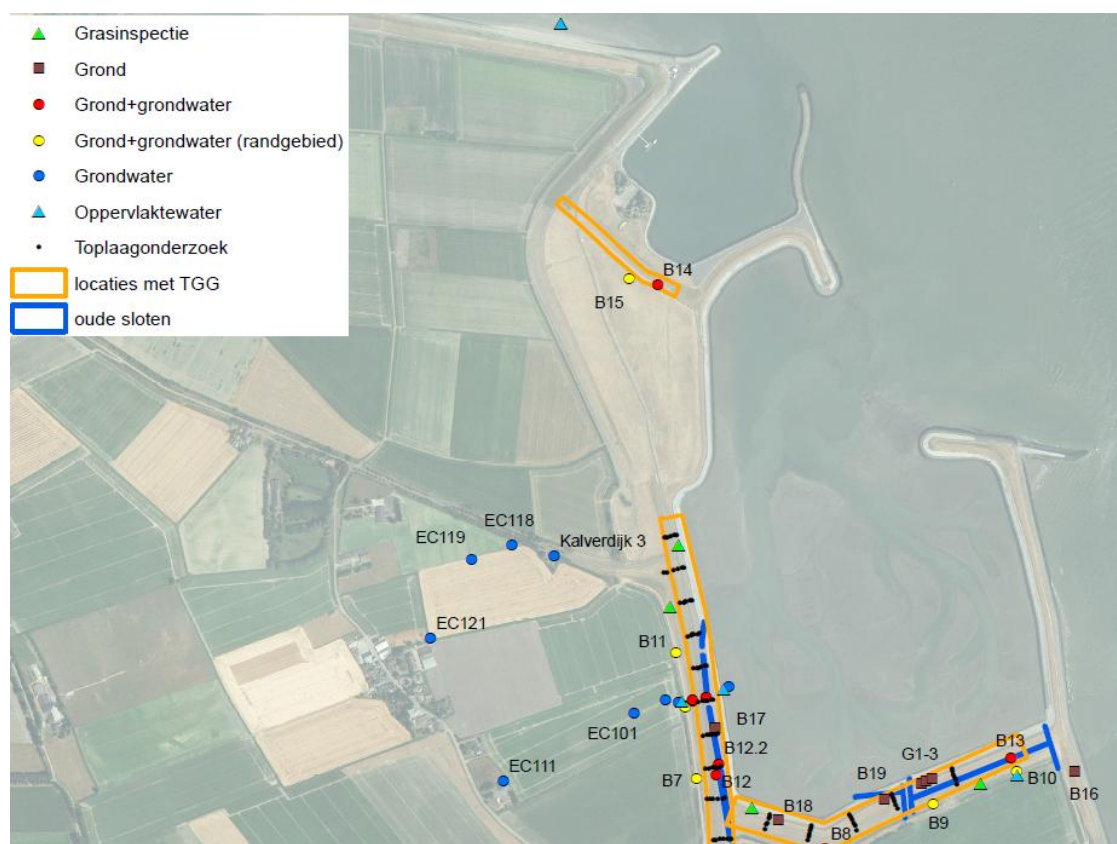 Grasinspectie
Grond
Grond+grondwater
Grond+grondwater (randgebied)
Grondwater
Oppervlaktewater
Toplaagonderzoek
locaties met TGG
oude sloten
B14
B15
EC118
EC119
Kalverdijk 3
EC121
B11
EC101
B17
B12.2
EC111
B7
B12
G1-3
B13
B19
B10
B16
B18
B9
B8